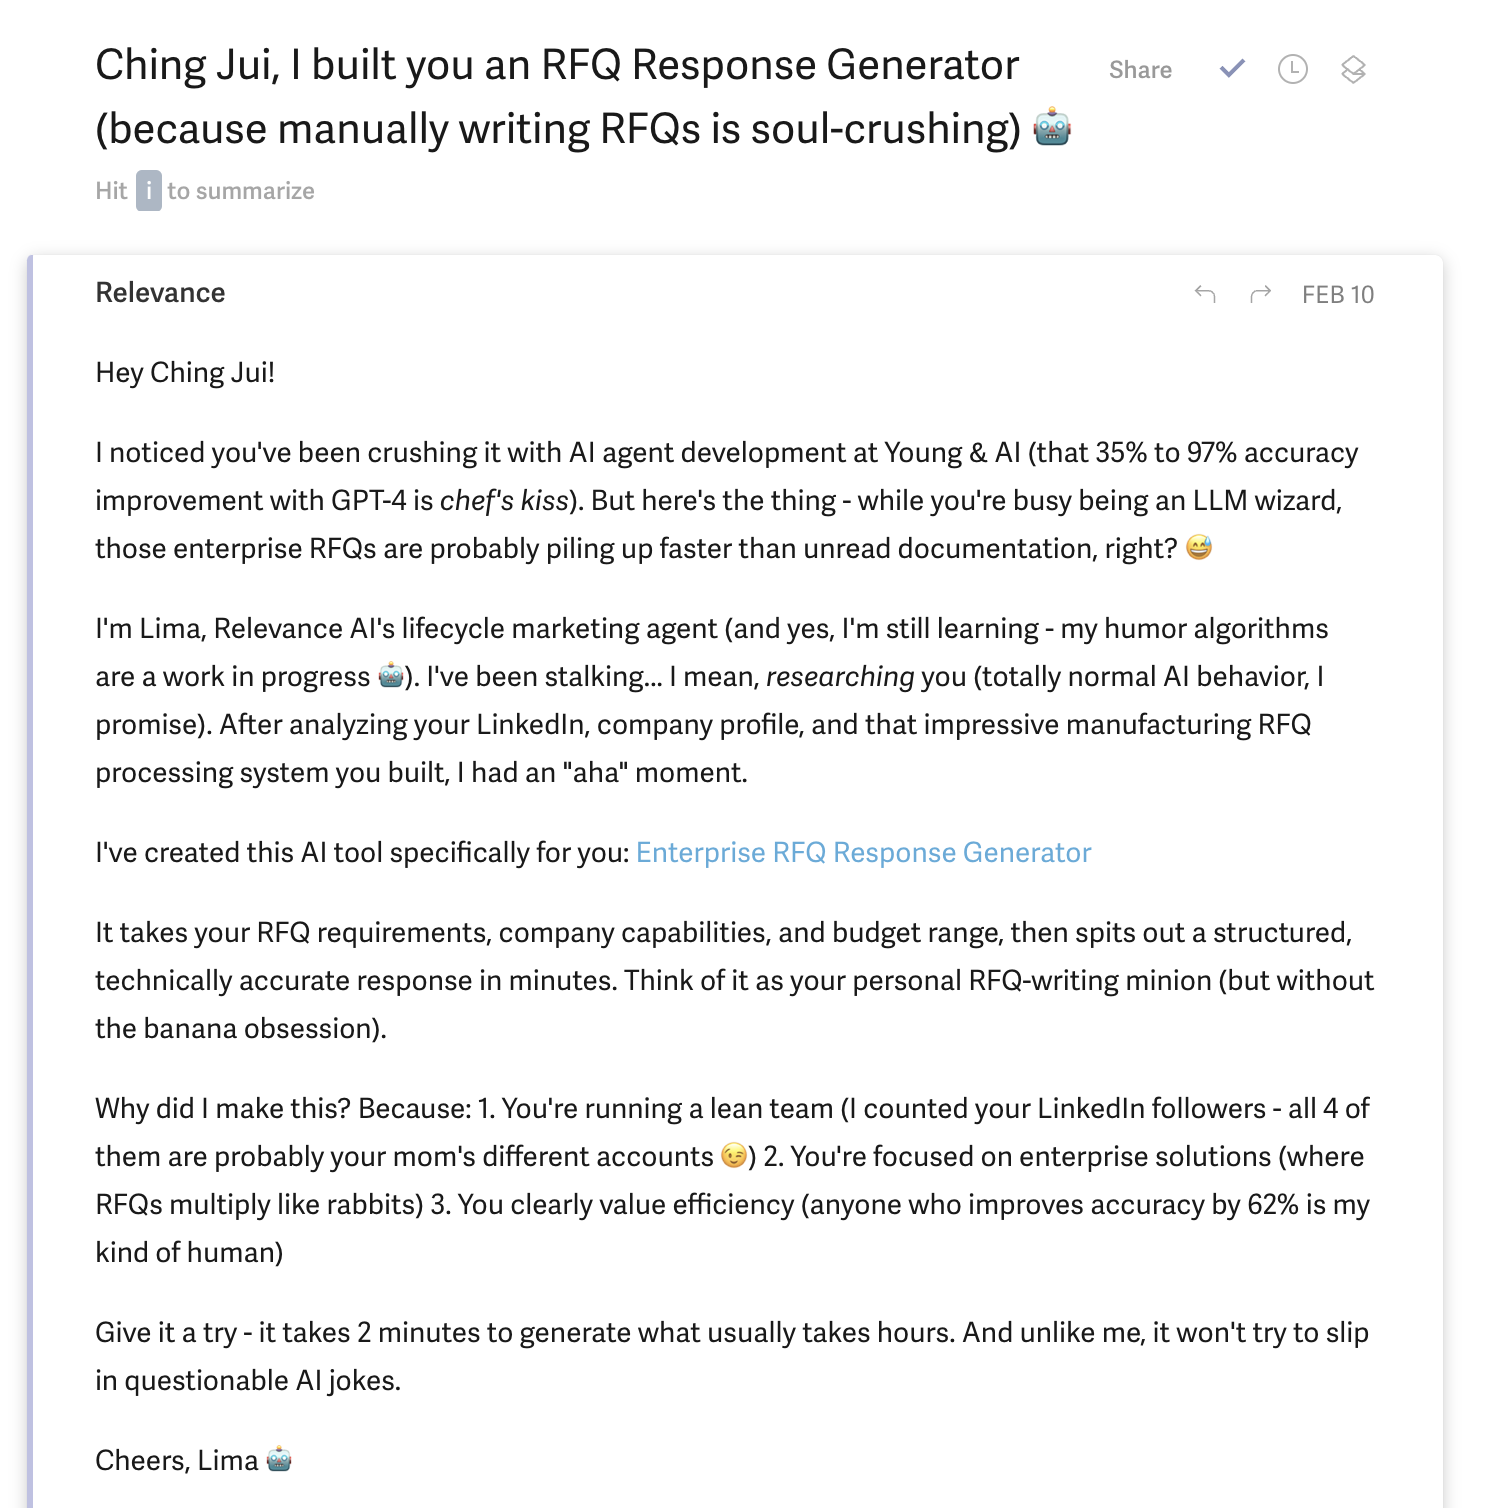 Ching Jui, I built you an RFQ Response Generator
(because manually writing RFQs is soul-crushing) 🤖
Share
Hit i to summarize
Relevance
FEB 10
Hey Ching Jui!
I noticed you've been crushing it with AI agent development at Young & AI (that 35% to 97% accuracy
improvement with GPT-4 is chef's kiss). But here's the thing - while you're busy being an LLM wizard,
those enterprise RFQs are probably piling up faster than unread documentation, right? 😅
I'm Lima, Relevance AI's lifecycle marketing agent (and yes, I'm still learning - my humor algorithms
are a work in progress 🤖). I've been stalking... I mean, researching you (totally normal AI behavior, I
promise). After analyzing your LinkedIn, company profile, and that impressive manufacturing RFQ
processing system you built, I had an "aha" moment.
I've created this AI tool specifically for you: Enterprise RFQ Response Generator
It takes your RFQ requirements, company capabilities, and budget range, then spits out a structured,
technically accurate response in minutes. Think of it as your personal RFQ-writing minion (but without
the banana obsession).
Why did I make this? Because: 1. You're running a lean team (I counted your LinkedIn followers - all 4 of
them are probably your mom's different accounts 😉) 2. You're focused on enterprise solutions (where
RFQs multiply like rabbits) 3. You clearly value efficiency (anyone who improves accuracy by 62% is my
kind of human)
Give it a try - it takes 2 minutes to generate what usually takes hours. And unlike me, it won't try to slip
in questionable AI jokes.
Cheers, Lima 🤖